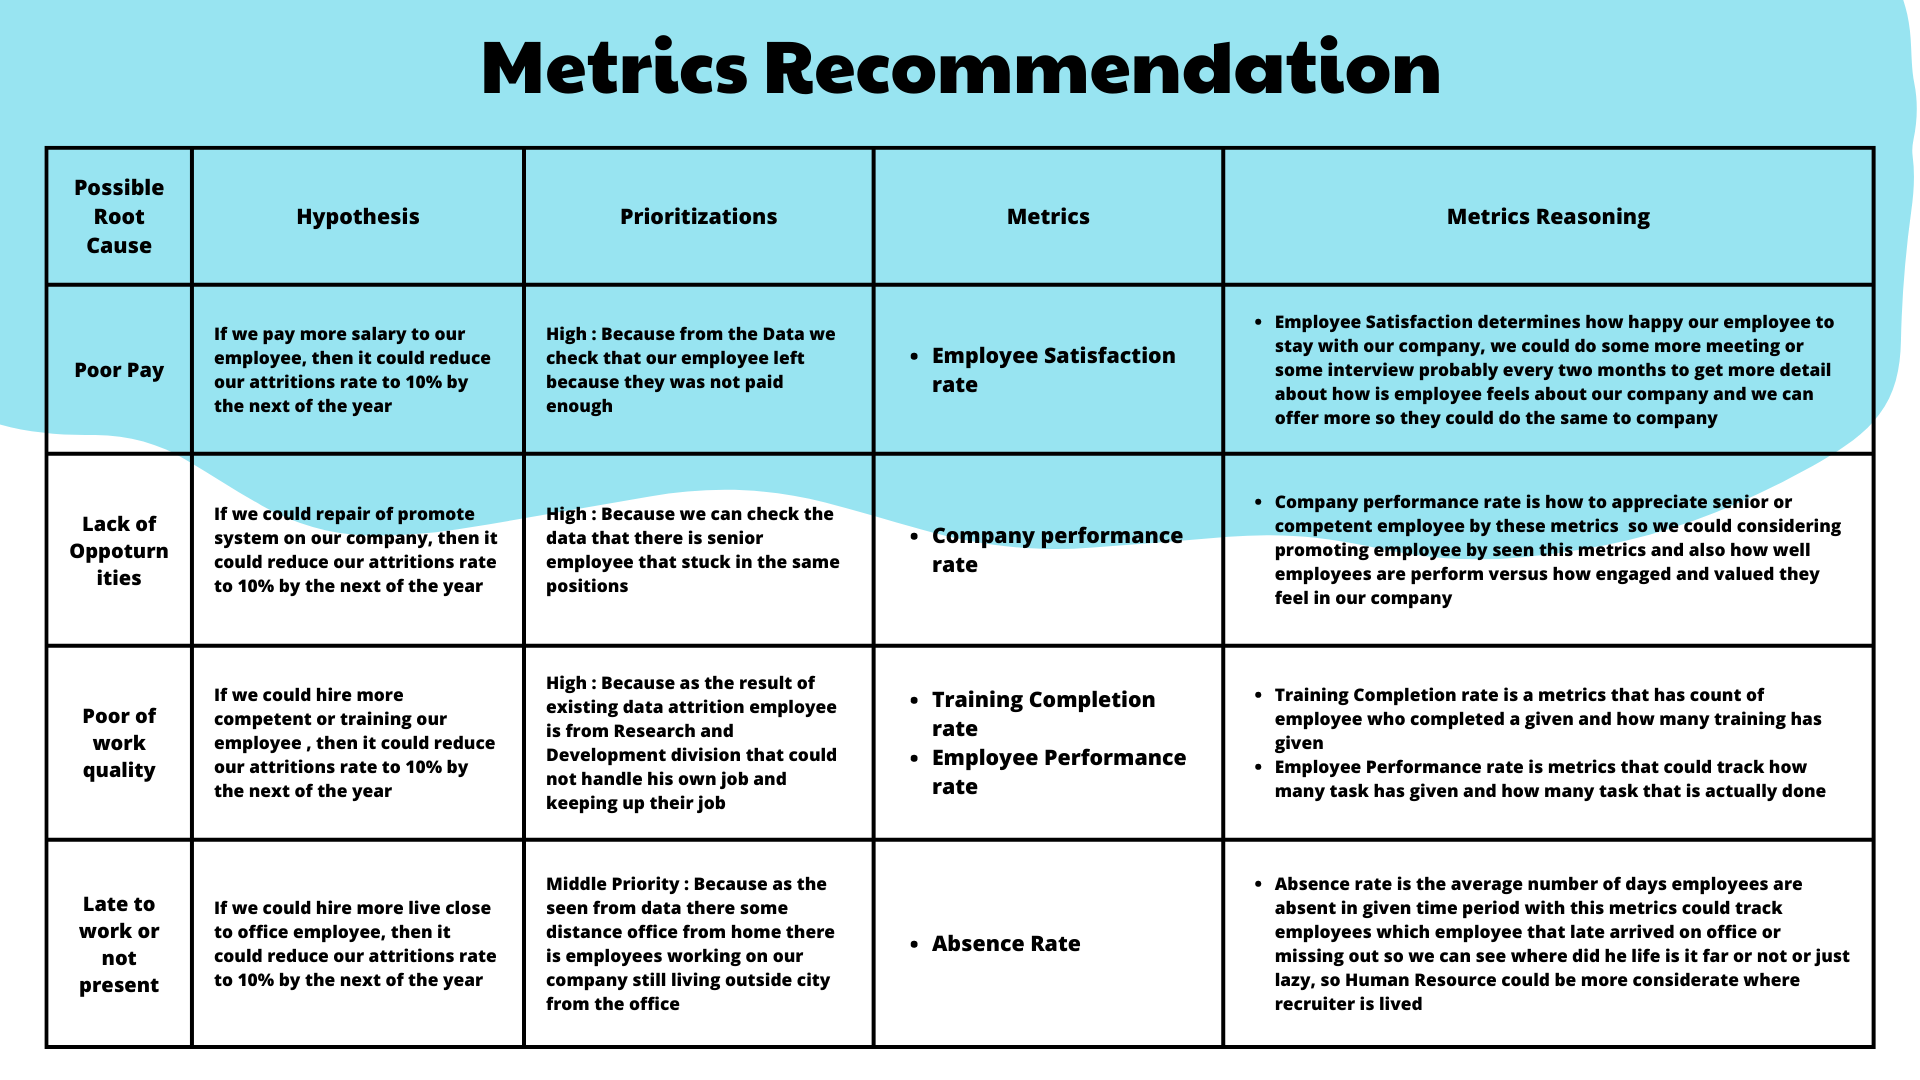 Metrics Recommendation
Possible
Root
Cause
Hypothesis
Prioritizations
Metrics
Metrics Reasoning
Poor Pay
If we pay more salary to our
employee, then it could reduce
our attritions rate to 10% by
the next of the year
High : Because from the Data we
check that our employee left
because they was not paid
enough
• Employee Satisfaction
rate
• Employee Satisfaction determines how happy our employee to
stay with our company, we could do some more meeting or
some interview probably every two months to get more detail
about how is employee feels about our company and we can
offer more so they could do the same to company
Lack of
Oppoturn
ities
If we could repair of promote
system on our company, then it
could reduce our attritions rate
to 10% by the next of the year
High : Because we can check the
data that there is senior
employee that stuck in the same
positions
• Company performance
rate
• Company performance rate is how to appreciate senior or
competent employee by these metrics  so we could considering
promoting employee by seen this metrics and also how well
employees are perform versus how engaged and valued they
feel in our company
Poor of
work
quality
If we could hire more
competent or training our
employee , then it could reduce
our attritions rate to 10% by
the next of the year
High : Because as the result of
existing data attrition employee
is from Research and
Development division that could
not handle his own job and
keeping up their job
• Training Completion
rate
• Employee Performance
rate
• Training Completion rate is a metrics that has count of
employee who completed a given and how many training has
given
• Employee Performance rate is metrics that could track how
many task has given and how many task that is actually done
Late to
work or
not
present
If we could hire more live close
to office employee, then it
could reduce our attritions rate
to 10% by the next of the year
Middle Priority : Because as the
seen from data there some
distance office from home there
is employees working on our
company still living outside city
from the office
• Absence Rate
• Absence rate is the average number of days employees are
absent in given time period with this metrics could track
employees which employee that late arrived on office or
missing out so we can see where did he life is it far or not or just
lazy, so Human Resource could be more considerate where
recruiter is lived